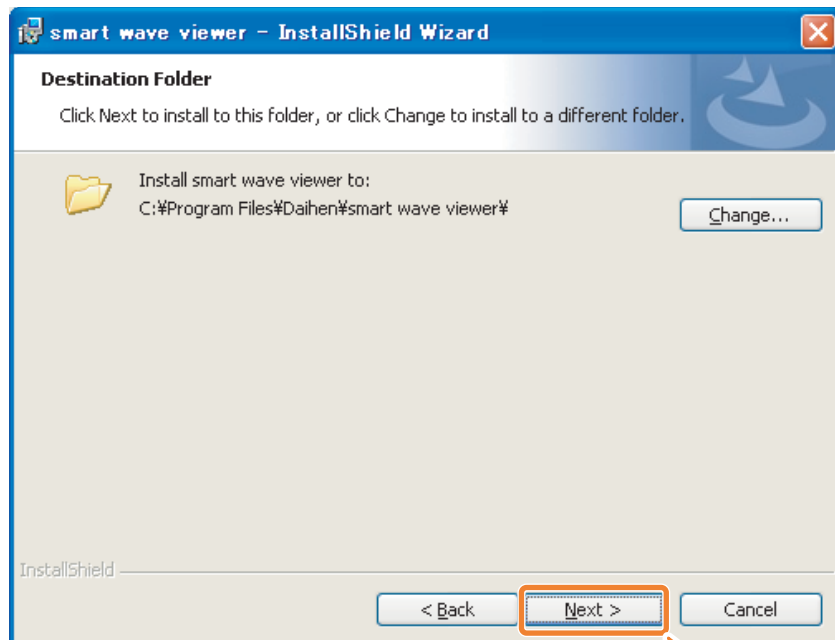 smart wave viewer - InstallShield Wizard
Destination Folder
Click Next to install to this folder, or click Change to install to a different folder.
Install smart wave viewer to:
C:¥Program Files¥Daihen¥smart wave viewer¥
Change...
InstallShield
< Back
Next >
Cancel